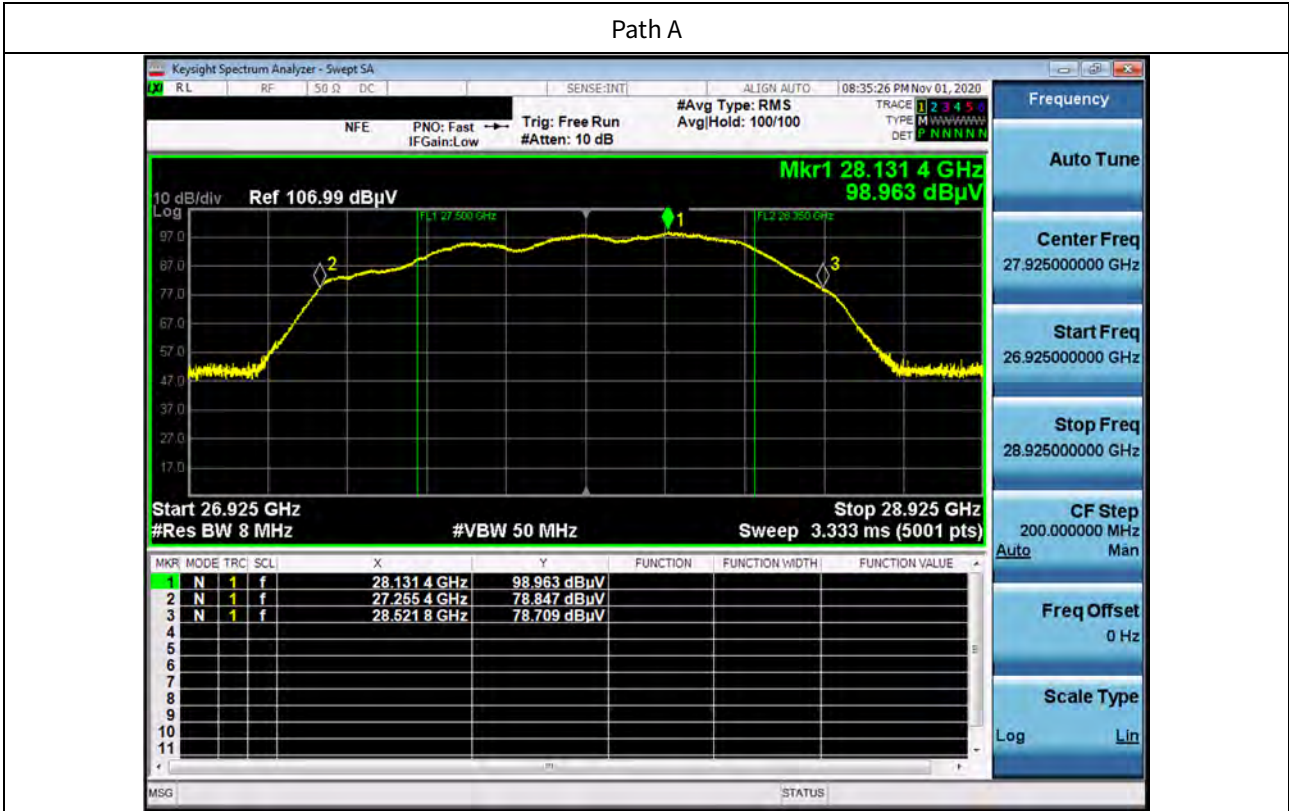 Path A
Keysight Spectrum Analyzer - Swept SA
LXI RL RF 50 Ω DC SENSE:INT ALIGN AUTO 08:35:26 PM Nov 01, 2020
NFE PNO: Fast Trig: Free Run #Avg Type: RMS TRACE 1 2 3 4 5 6
IFGain:Low #Atten: 10 dB Avg|Hold: 100/100 TYPE M WWWWW
DET P N N N N N
Mkr1 28.131 4 GHz
98.963 dBµV
10 dB/div Ref 106.99 dBµV
Log
FL1 27.500 GHz
FL2 28.350 GHz
1
2
3
97.0
87.0
77.0
67.0
57.0
47.0
37.0
27.0
17.0
Start 26.925 GHz Stop 28.925 GHz
#Res BW 8 MHz #VBW 50 MHz Sweep 3.333 ms (5001 pts)
MKR MODE TRC SCL X Y FUNCTION FUNCTION WIDTH FUNCTION VALUE
1 N 1 f 28.131 4 GHz 98.963 dBµV
2 N 1 f 27.255 4 GHz 78.847 dBµV
3 N 1 f 28.521 8 GHz 78.709 dBµV
4
5
6
7
8
9
10
11
MSG STATUS
Frequency
Auto Tune
Center Freq
27.925000000 GHz
Start Freq
26.925000000 GHz
Stop Freq
28.925000000 GHz
CF Step
200.000000 MHz
Auto Man
Freq Offset
0 Hz
Scale Type
Log Lin